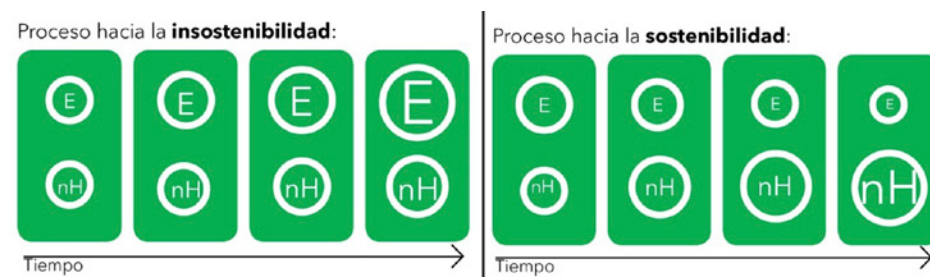 Proceso hacia la insostenibilidad:
E E E E
nH nH nH nH
Tiempo
Proceso hacia la sostenibilidad:
E E E E
nH nH nH nH
Tiempo